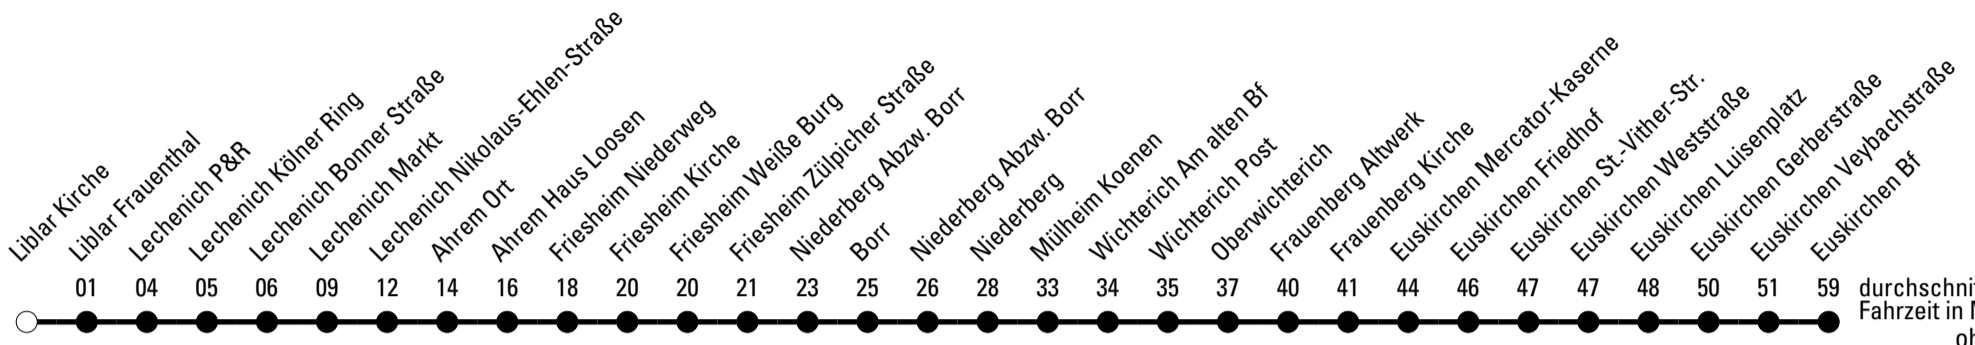 Liblar Kirche
Liblar Frauenthal
Lechenich P&R
Lechenich Kölner Ring
Lechenich Bonner Straße
Lechenich Markt
Lechenich Nikolaus-Ehlen-Straße
Ahrem Ort
Ahrem Haus Loosen
Friesheim Niederweg
Friesheim Kirche
Friesheim Weiße Burg
Friesheim Zülpicher Straße
Niederberg Abzw. Borr
Borr
Niederberg Abzw. Borr
Niederberg
Mülheim Koenen
Wichterich Am alten Bf
Wichterich Post
Oberwichterich
Frauenberg Altwerk
Frauenberg Kirche
Euskirchen Mercator-Kaserne
Euskirchen Friedhof
Euskirchen St.-Vither-Str.
Euskirchen Weststraße
Euskirchen Luisenplatz
Euskirchen Gerberstraße
Euskirchen Veybachstraße
Euskirchen Bf
01 04 05 06 09 12 14 16 18 20 20 21 23 25 26 28 33 34 35 37 40 41 44 46 47 47 48 50 51 59
Fahrzeit in